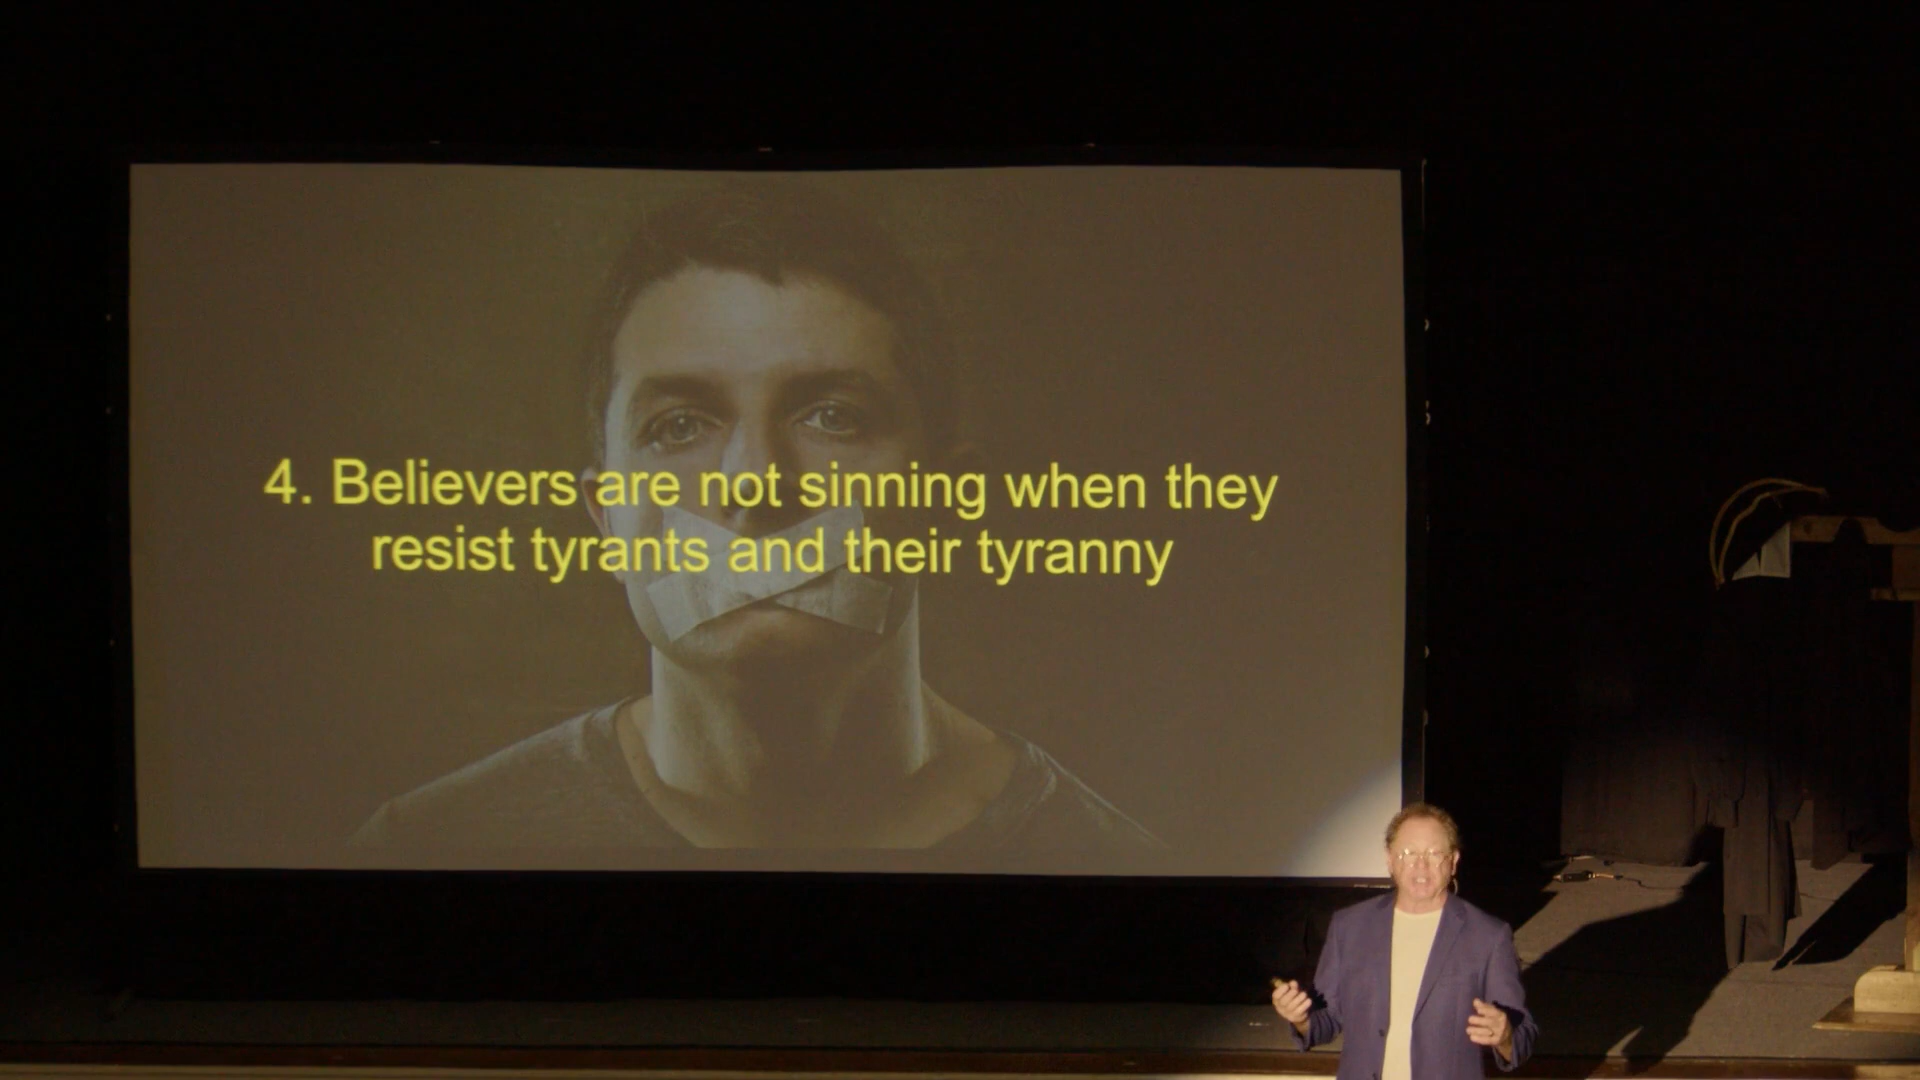 4. Believers are not sinning when they
resist tyrants and their tyranny